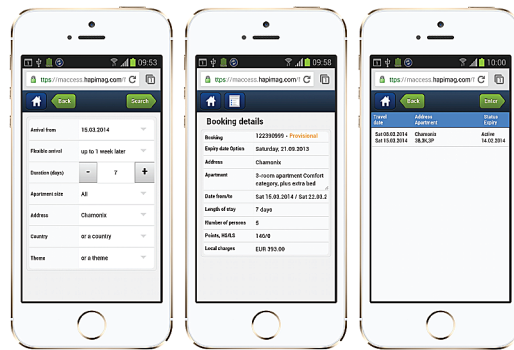 09:53
ttps://maccess.hapimag.com/f
Back
Search
Arrival from 15.03.2014
Flexible arrival up to 1 week later
Duration (days) - 7 +
Apartment size All
Address Chamonix
Country or a country
Theme or a theme
09:58
ttps://maccess.hapimag.com/f
Booking details
Booking 122390999 • Provisional
Expiry date Option Saturday, 21.09.2013
Address Chamonix
Apartment 3-room apartment Comfort
category, plus extra bed
Date from/to Sat 15.03.2014 / Sat 22.03.2
Length of stay 7 days
Number of persons 5
Points, HS/LS 140/0
Local charges EUR 393.00
10:00
ttps://maccess.hapimag.com/f
Back
Enter
Travel Address Status
date Apartment Expiry
Sat 08.03.2014 Chamonix Active
Sat 15.03.2014 3B,3K,3P 14.02.2014